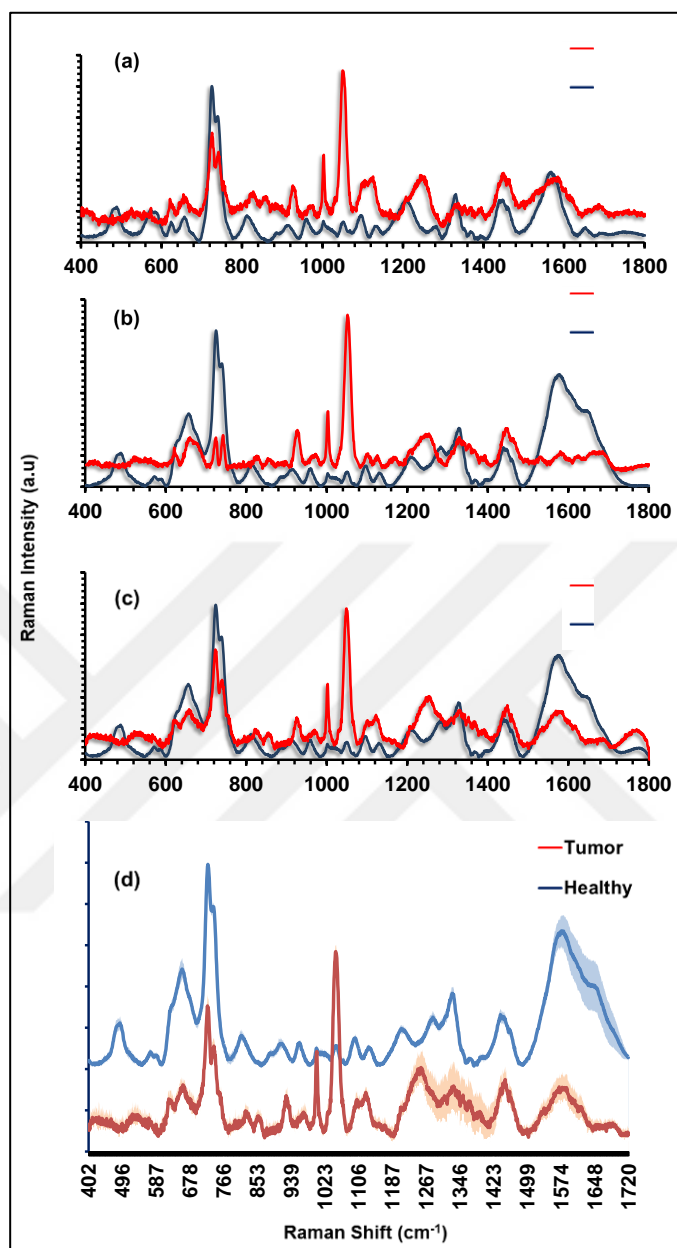 (a)
400 600 800 1000 1200 1400 1600 1800
(b)
400 600 800 1000 1200 1400 1600 1800
Raman Intensity (a.u)
(c)
400 600 800 1000 1200 1400 1600 1800
(d)
Tumor
Healthy
402 496 587 678 766 853 939 1023 1106 1187 1267 1346 1423 1499 1574 1648 1720
Raman Shift (cm⁻¹)